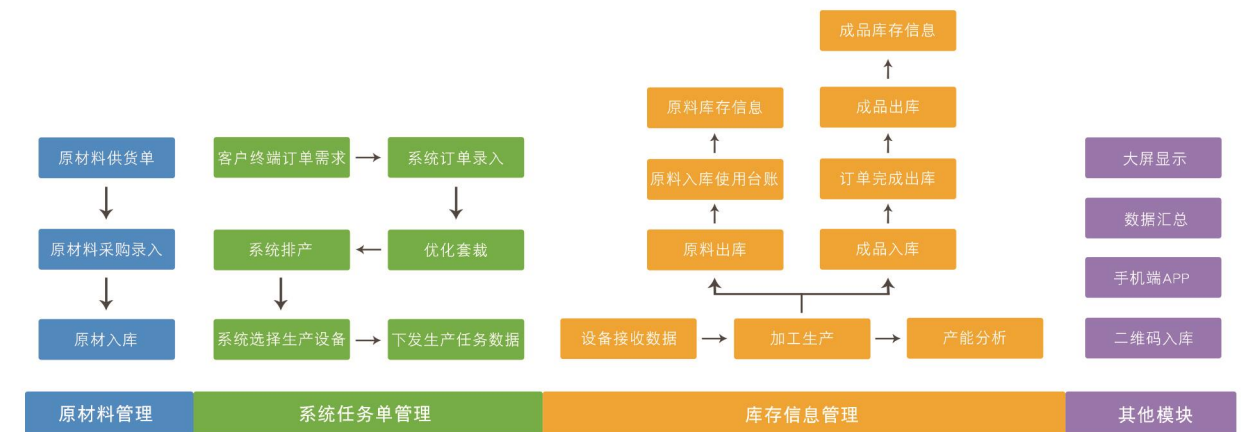 成品库存信息
原料库存信息
成品出库
原材料供货单
客户终端订单需求
系统订单录入
原料入库使用台账
订单完成出库
大屏显示
数据汇总
原材料采购录入
系统排产
优化套裁
原料出库
成品入库
手机端APP
原材入库
系统选择生产设备
下发生产任务数据
设备接收数据
加工生产
产能分析
二维码入库
原材料管理
系统任务单管理
库存信息管理
其他模块